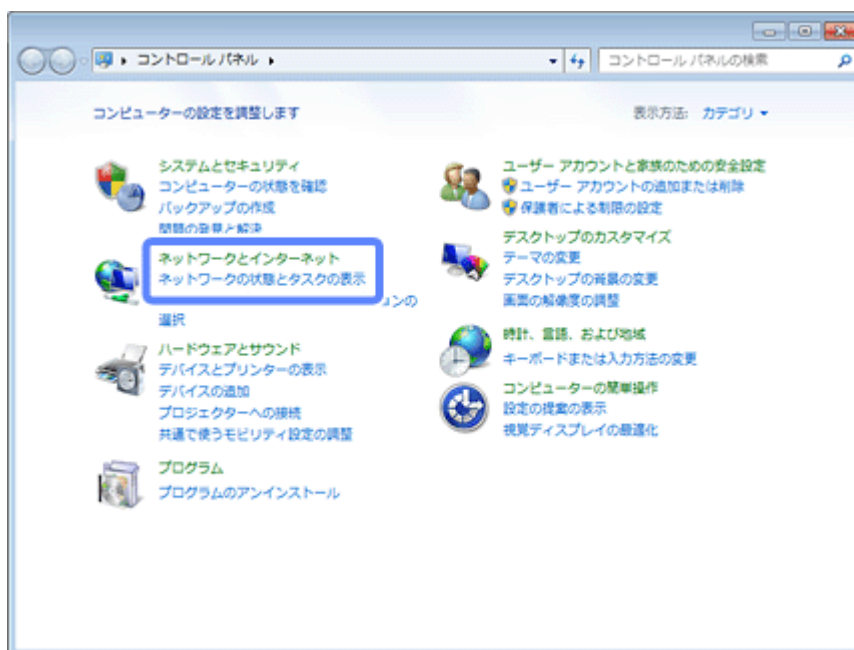 コントロール パネル
コントロール パネルの検索
コンピューターの設定を調整します
表示方法: カテゴリ
システムとセキュリティ
コンピューターの状態を確認
バックアップの作成
問題の発見と解決
ネットワークとインターネット
ネットワークの状態とタスクの表示
ョンの
選択
ハードウェアとサウンド
デバイスとプリンターの表示
デバイスの追加
プロジェクターへの接続
共通で使うモビリティ設定の調整
プログラム
プログラムのアンインストール
ユーザー アカウントと家族のための安全設定
ユーザー アカウントの追加または削除
保護者による制限の設定
デスクトップのカスタマイズ
テーマの変更
デスクトップの背景の変更
画面の解像度の調整
時計、言語、および地域
キーボードまたは入力方法の変更
コンピューターの簡単操作
設定の提案の表示
視覚ディスプレイの最適化